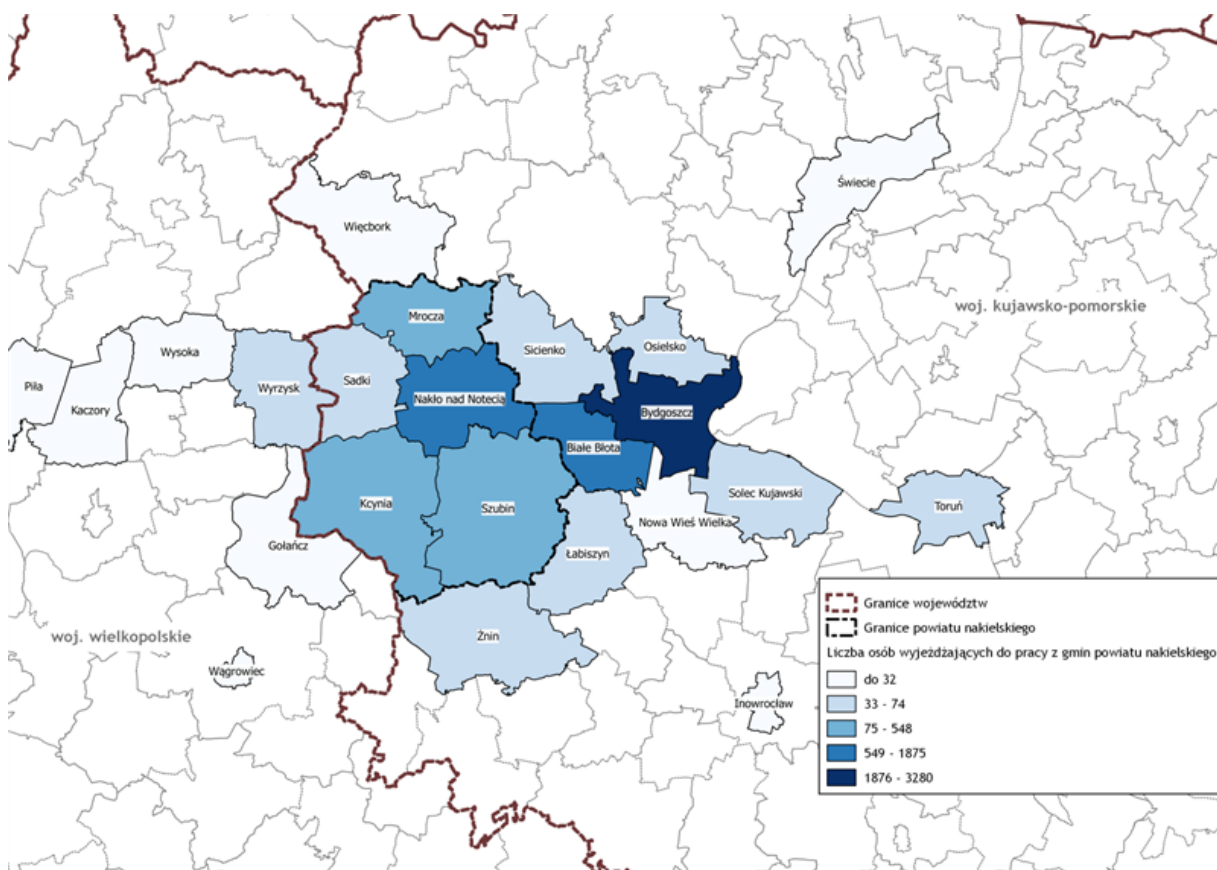 Świecie
Więcbork
woj. kujawsko-pomorskie
Mrocza
Sicienko
Osielsko
Wysoka
Piła
Kaczory
Wyrzysk
Sadki
Nakło nad Notecią
Bydgoszcz
Białe Błota
Kcynia
Szubin
Solec Kujawski
Toruń
Nowa Wieś Wielka
Gołańcz
Łabiszyn
woj. wielkopolskie
Żnin
Wągrowiec
Inowrocław
Granice województw
Granice powiatu nakielskiego
Liczba osób wyjeżdżających do pracy z gmin powiatu nakielskiego
do 32
33 - 74
75 - 548
549 - 1875
1876 - 3280